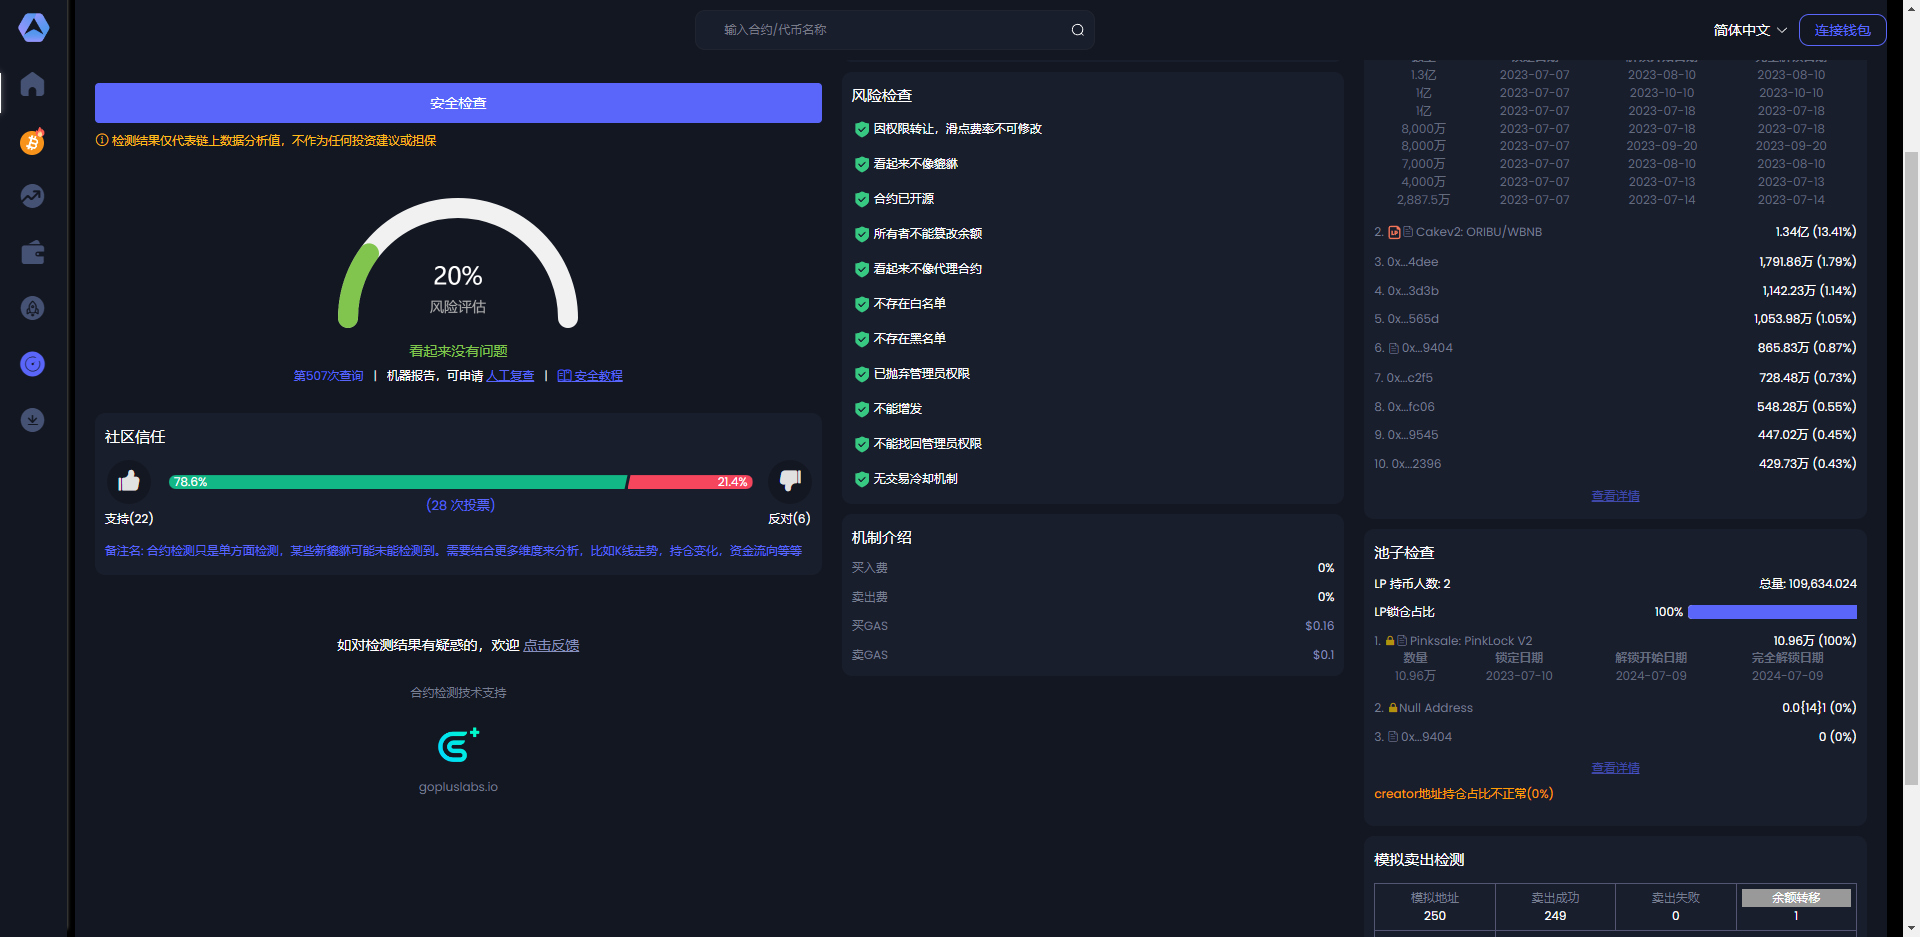 输入合约/代币名称
简体中文
连接钱包
安全检查
检测结果仅代表链上数据分析值，不作为任何投资建议或担保
20%
风险评估
看起来没有问题
第507次查询 | 机器报告，可申请 人工复查 | 安全教程
社区信任
78.6%
21.4%
(28 次投票)
支持(22)
反对(6)
备注名: 合约检测只是单方面检测，某些新貔貅可能未能检测到。需要结合更多维度来分析，比如K线走势，持仓变化，资金流向等等
如对检测结果有疑惑的，欢迎 点击反馈
合约检测技术支持
gopluslabs.io
风险检查
因权限转让，滑点费率不可修改
看起来不像貔貅
合约已开源
所有者不能篡改余额
看起来不像代理合约
不存在白名单
不存在黑名单
已抛弃管理员权限
不能增发
不能找回管理员权限
无交易冷却机制
机制介绍
买入费 0%
卖出费 0%
买GAS $0.16
卖GAS $0.1
1.3亿 2023-07-07 2023-08-10 2023-08-10
1亿 2023-07-07 2023-10-10 2023-10-10
1亿 2023-07-07 2023-07-18 2023-07-18
8,000万 2023-07-07 2023-07-18 2023-07-18
8,000万 2023-07-07 2023-09-20 2023-09-20
7,000万 2023-07-07 2023-08-10 2023-08-10
4,000万 2023-07-07 2023-07-13 2023-07-13
2,887.5万 2023-07-07 2023-07-14 2023-07-14
2. LP Cakev2: ORIBU/WBNB 1.34亿 (13.41%)
3. 0x...4dee 1,791.86万 (1.79%)
4. 0x...3d3b 1,142.23万 (1.14%)
5. 0x...565d 1,053.98万 (1.05%)
6. 0x...9404 865.83万 (0.87%)
7. 0x...c2f5 728.48万 (0.73%)
8. 0x...fc06 548.28万 (0.55%)
9. 0x...9545 447.02万 (0.45%)
10. 0x...2396 429.73万 (0.43%)
查看详情
池子检查
LP 持币人数: 2 总量: 109,634.024
LP锁仓占比 100%
1. Pinksale: PinkLock V2 10.96万 (100%)
数量 锁定日期 解锁开始日期 完全解锁日期
10.96万 2023-07-10 2024-07-09 2024-07-09
2. Null Address 0.0{14}1 (0%)
3. 0x...9404 0 (0%)
查看详情
creator地址持仓占比不正常(0%)
模拟卖出检测
模拟地址 卖出成功 卖出失败 余额转移
250 249 0 1